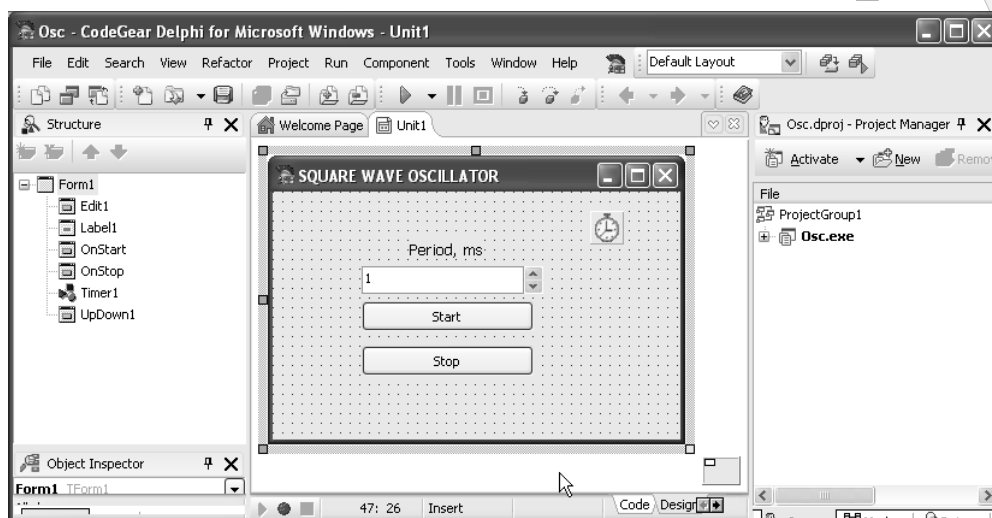 Osc - CodeGear Delphi for Microsoft Windows - Unit1
File Edit Search View Refactor Project Run Component Tools Window Help Default Layout
Structure
Welcome Page Unit1
Osc.dproj - Project Manager
Activate New Remo
Form1
Edit1
Label1
OnStart
OnStop
Timer1
UpDown1
SQUARE WAVE OSCILLATOR
Period, ms
1
Start
Stop
File
ProjectGroup1
Osc.exe
Object Inspector
Form1 TForm1
47: 26 Insert
Code Design